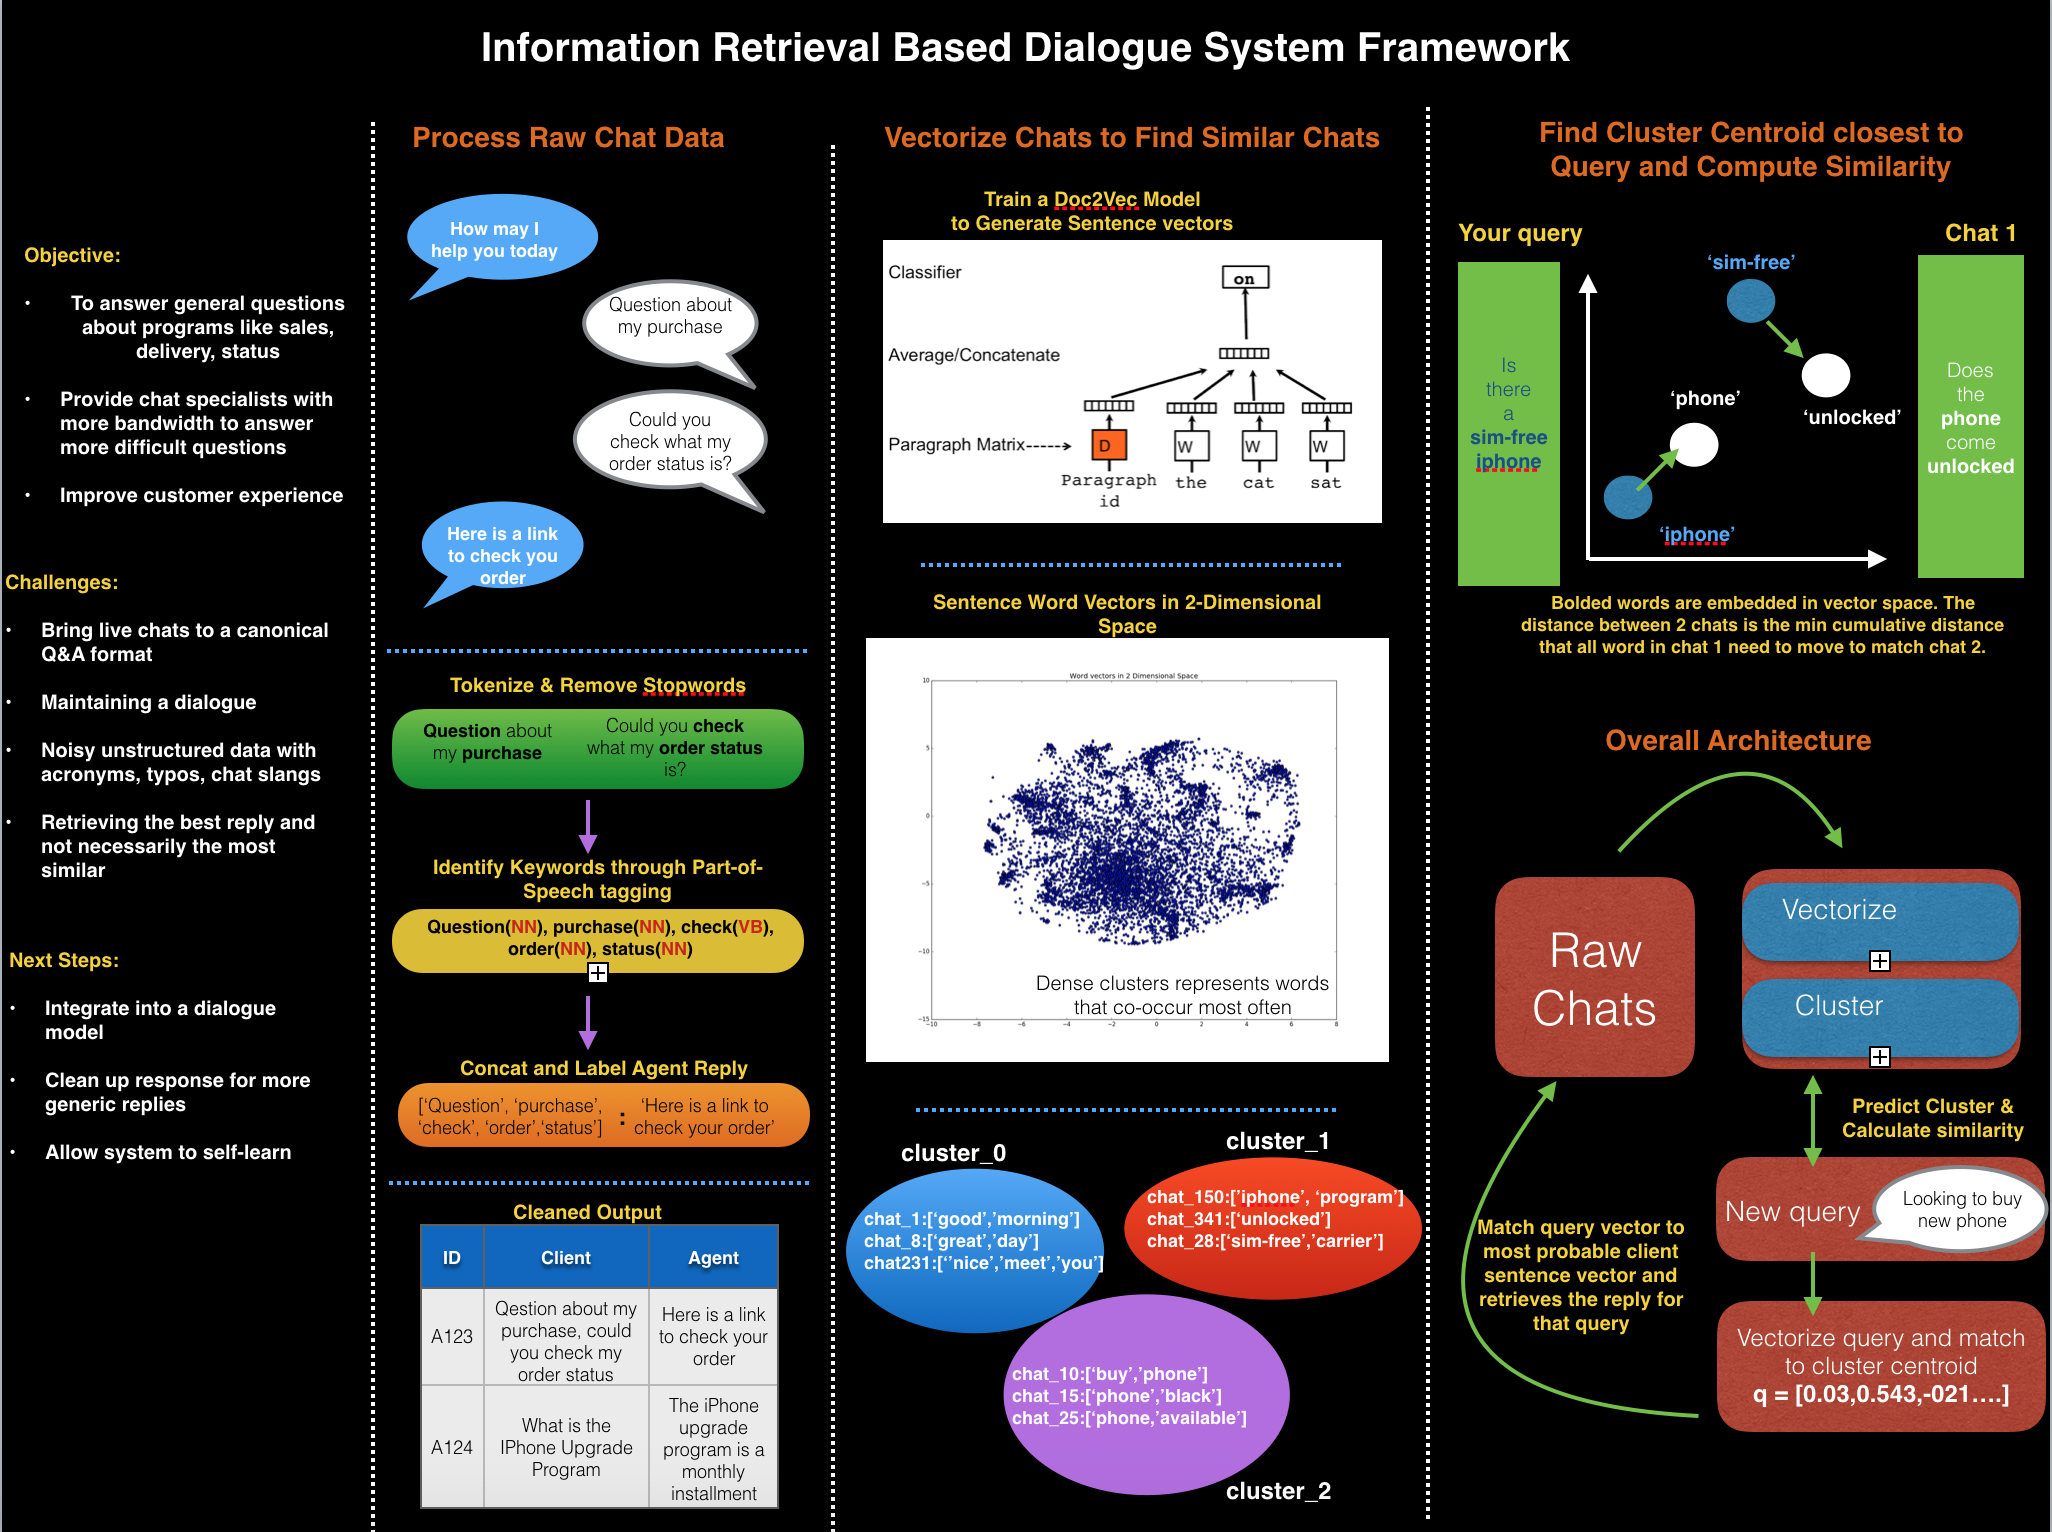 Information Retrieval Based Dialogue System Framework
Objective:
• To answer general questions
about programs like sales,
delivery, status
• Provide chat specialists with
more bandwidth to answer
more difficult questions
• Improve customer experience
Challenges:
• Bring live chats to a canonical
Q&A format
• Maintaining a dialogue
• Noisy unstructured data with
acronyms, typos, chat slangs
• Retrieving the best reply and
not necessarily the most
similar
Next Steps:
• Integrate into a dialogue
model
• Clean up response for more
generic replies
• Allow system to self-learn
Process Raw Chat Data
How may I
help you today
Question about
my purchase
Could you
check what my
order status is?
Here is a link
to check you
order
Tokenize & Remove Stopwords
Question about
my purchase
Could you check
what my order status
is?
Identify Keywords through Part-of-
Speech tagging
Question(NN), purchase(NN), check(VB),
order(NN), status(NN)
Concat and Label Agent Reply
[‘Question’, ‘purchase’,
‘check’, ‘order’,‘status’]
:
‘Here is a link to
check your order’
Cleaned Output
ID Client Agent
A123
Qestion about my
purchase, could
you check my
order status
Here is a link
to check your
order
A124
What is the
IPhone Upgrade
Program
The iPhone
upgrade
program is a
monthly
installment
Vectorize Chats to Find Similar Chats
Train a Doc2Vec Model
to Generate Sentence vectors
Classifier
on
Average/Concatenate
Paragraph Matrix
D W W W
Paragraph
id
the cat sat
Sentence Word Vectors in 2-Dimensional
Space
Word vectors in 2 Dimensional Space
10
5
0
−5
−10
−15
−10 −8 −6 −4 −2 0 2 4 6 8
Dense clusters represents words
that co-occur most often
cluster_0
chat_1:[‘good’,’morning’]
chat_8:[‘great’,’day’]
chat231:[‘’nice’,’meet’,’you’]
cluster_1
chat_150:[’iphone’, ‘program’]
chat_341:[‘unlocked’]
chat_28:[‘sim-free’,’carrier’]
chat_10:[‘buy’,’phone’]
chat_15:[‘phone’,’black’]
chat_25:[‘phone,’available’]
cluster_2
Find Cluster Centroid closest to
Query and Compute Similarity
Your query
Is
there
a
sim-free
iphone
‘sim-free’
‘phone’
‘unlocked’
‘iphone’
Chat 1
Does
the
phone
come
unlocked
Bolded words are embedded in vector space. The
distance between 2 chats is the min cumulative distance
that all word in chat 1 need to move to match chat 2.
Overall Architecture
Raw
Chats
Vectorize
Cluster
Predict Cluster &
Calculate similarity
New query
Looking to buy
new phone
Match query vector to
most probable client
sentence vector and
retrieves the reply for
that query
Vectorize query and match
to cluster centroid
q = [0.03,0.543,-021....]